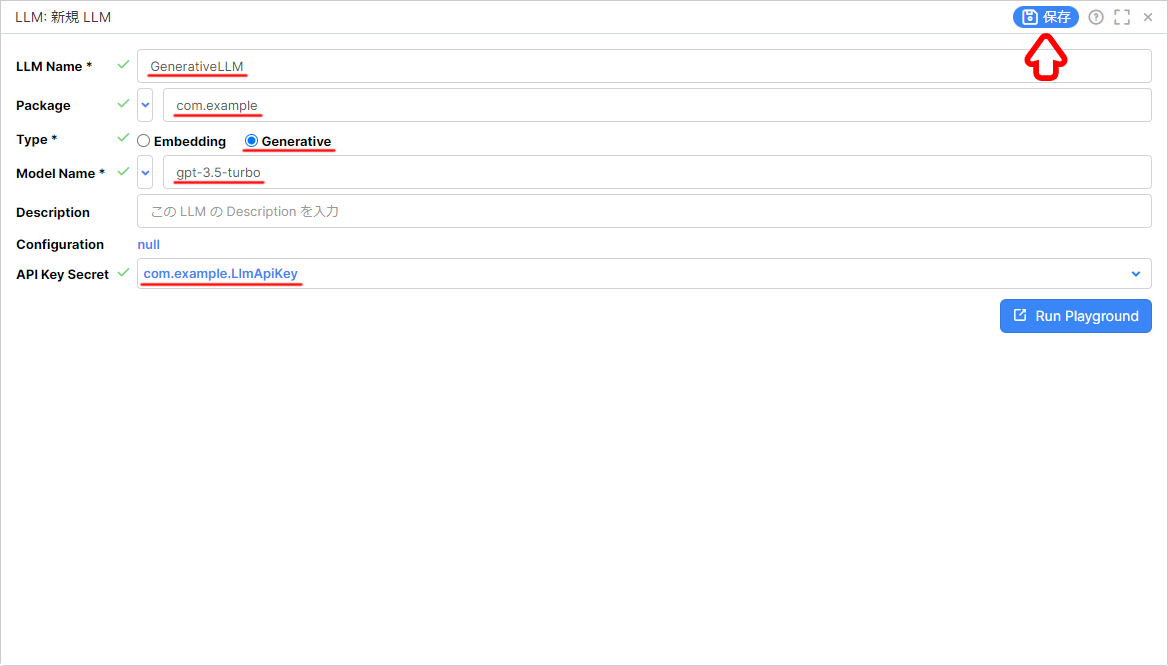 LLM: 新規 LLM
保存
LLM Name *
GenerativeLLM
Package
com.example
Type *
Embedding
Generative
Model Name *
gpt-3.5-turbo
Description
この LLM の Description を入力
Configuration
null
API Key Secret
com.example.LlmApiKey
Run Playground